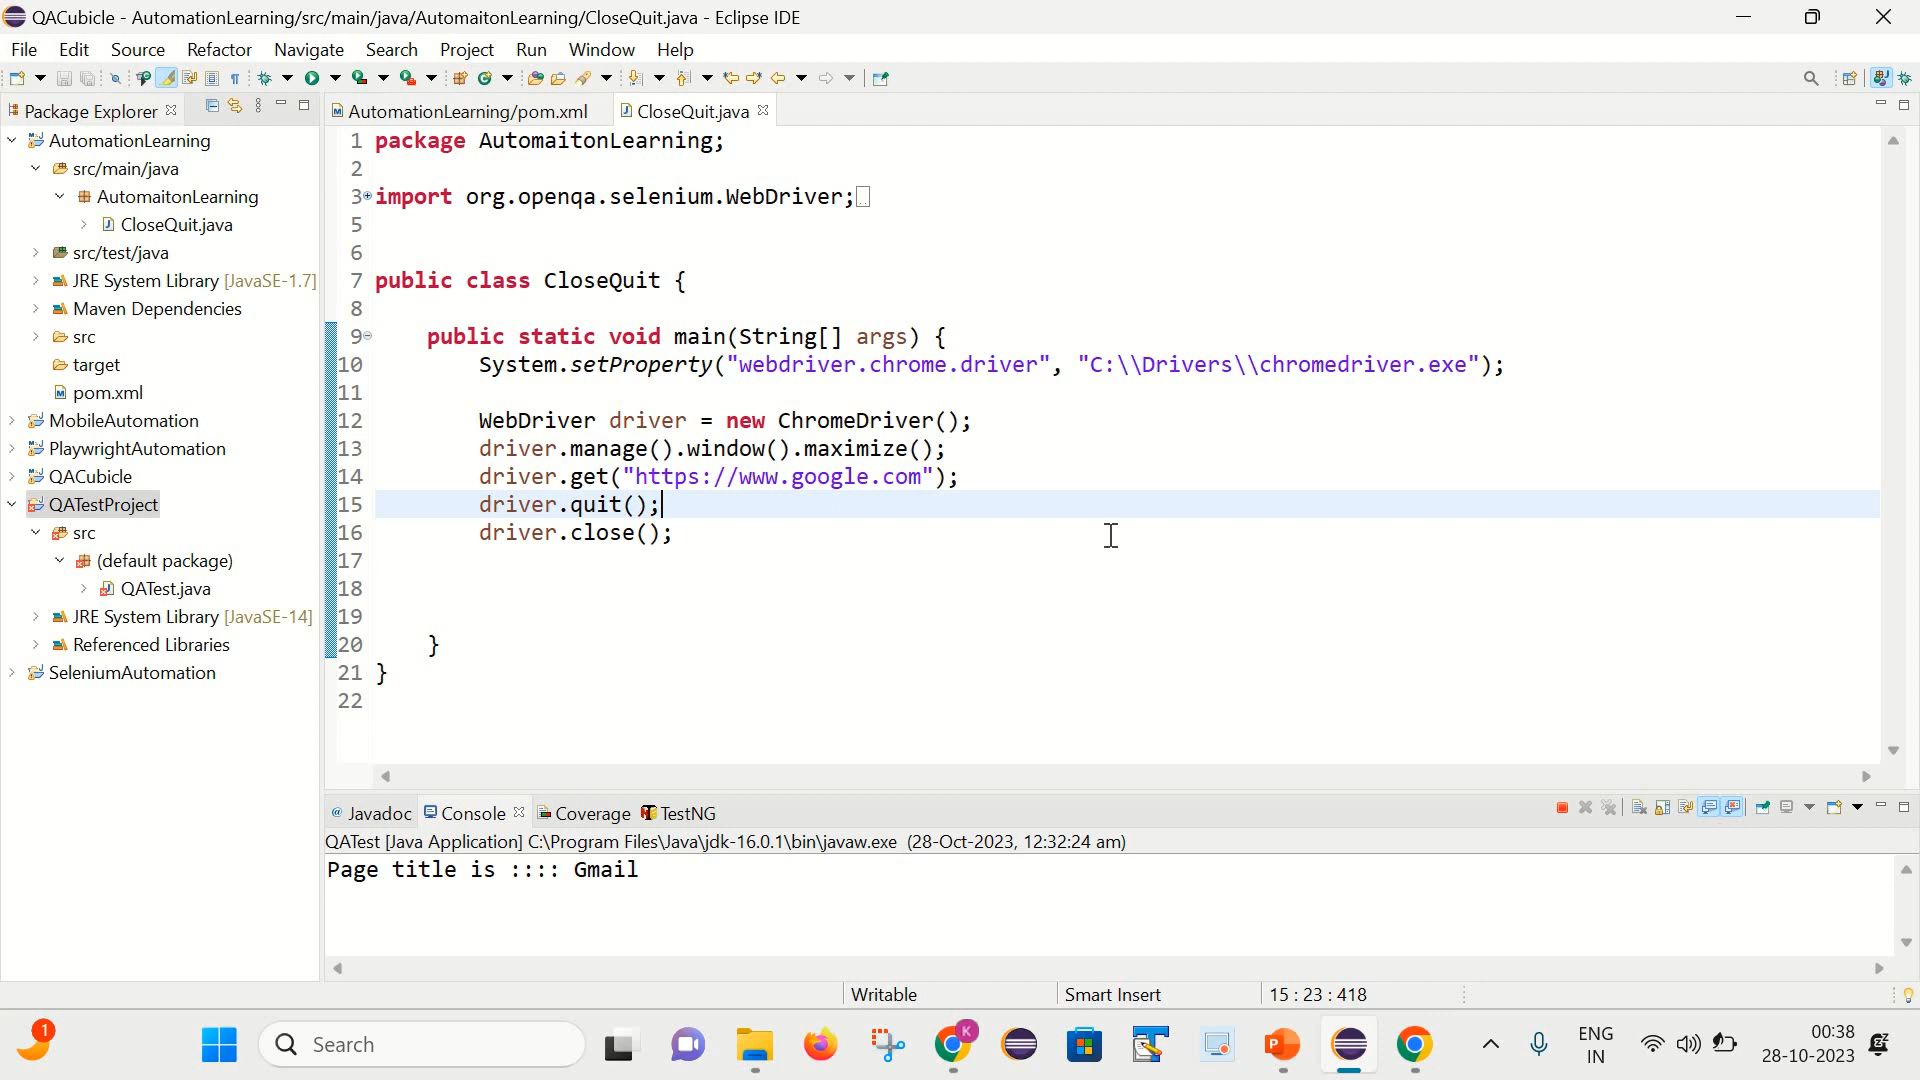 QACubicle - AutomationLearning/src/main/java/AutomaitonLearning/CloseQuit.java - Eclipse IDE
File Edit Source Refactor Navigate Search Project Run Window Help
Package Explorer
AutomationLearning
src/main/java
AutomaitonLearning
CloseQuit.java
src/test/java
JRE System Library [JavaSE-1.7]
Maven Dependencies
src
target
pom.xml
MobileAutomation
PlaywrightAutomation
QACubicle
QATestProject
src
(default package)
QATest.java
JRE System Library [JavaSE-14]
Referenced Libraries
SeleniumAutomation
AutomationLearning/pom.xml CloseQuit.java
1 package AutomaitonLearning;
2
3 import org.openqa.selenium.WebDriver;
5
6
7 public class CloseQuit {
8
9 public static void main(String[] args) {
10 System.setProperty("webdriver.chrome.driver", "C:\\Drivers\\chromedriver.exe");
11
12 WebDriver driver = new ChromeDriver();
13 driver.manage().window().maximize();
14 driver.get("https://www.google.com");
15 driver.quit();
16 driver.close();
17
18
19
20 }
21 }
22
@ Javadoc Console Coverage TestNG
QATest [Java Application] C:\Program Files\Java\jdk-16.0.1\bin\javaw.exe (28-Oct-2023, 12:32:24 am)
Page title is :::: Gmail
Writable Smart Insert 15 : 23 : 418
1
Search
K
ENG
IN
00:38
28-10-2023